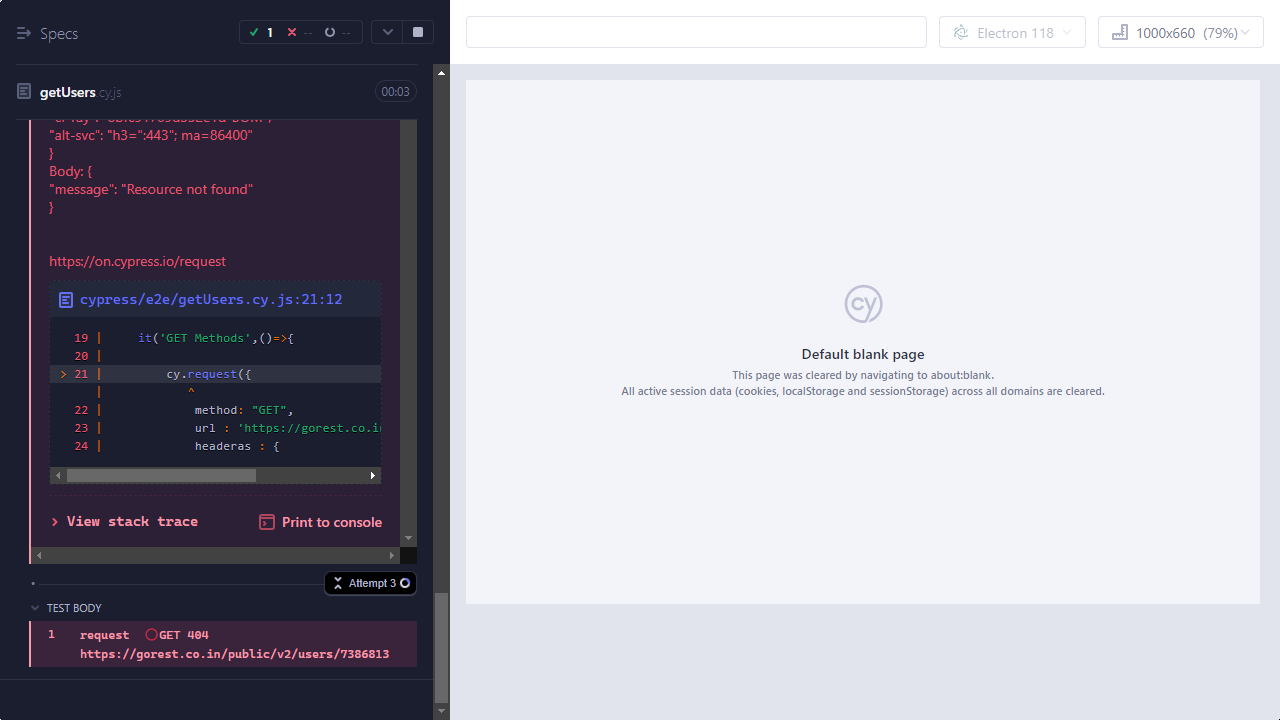 Specs
1
--
--
Electron 118
1000x660 (79%)
getUsers cy.js
00:03
"alt-svc": "h3=":443"; ma=86400"
}
Body: {
"message": "Resource not found"
}
https://on.cypress.io/request
cypress/e2e/getUsers.cy.js:21:12
19 | it('GET Methods',()=>{
20 |
> 21 | cy.request({
| ^
22 | method: "GET",
23 | url : 'https://gorest.co.in
24 | headeras : {
> View stack trace
Print to console
Attempt 3
TEST BODY
1 request GET 404
https://gorest.co.in/public/v2/users/7386813
cy
Default blank page
This page was cleared by navigating to about:blank.
All active session data (cookies, localStorage and sessionStorage) across all domains are cleared.